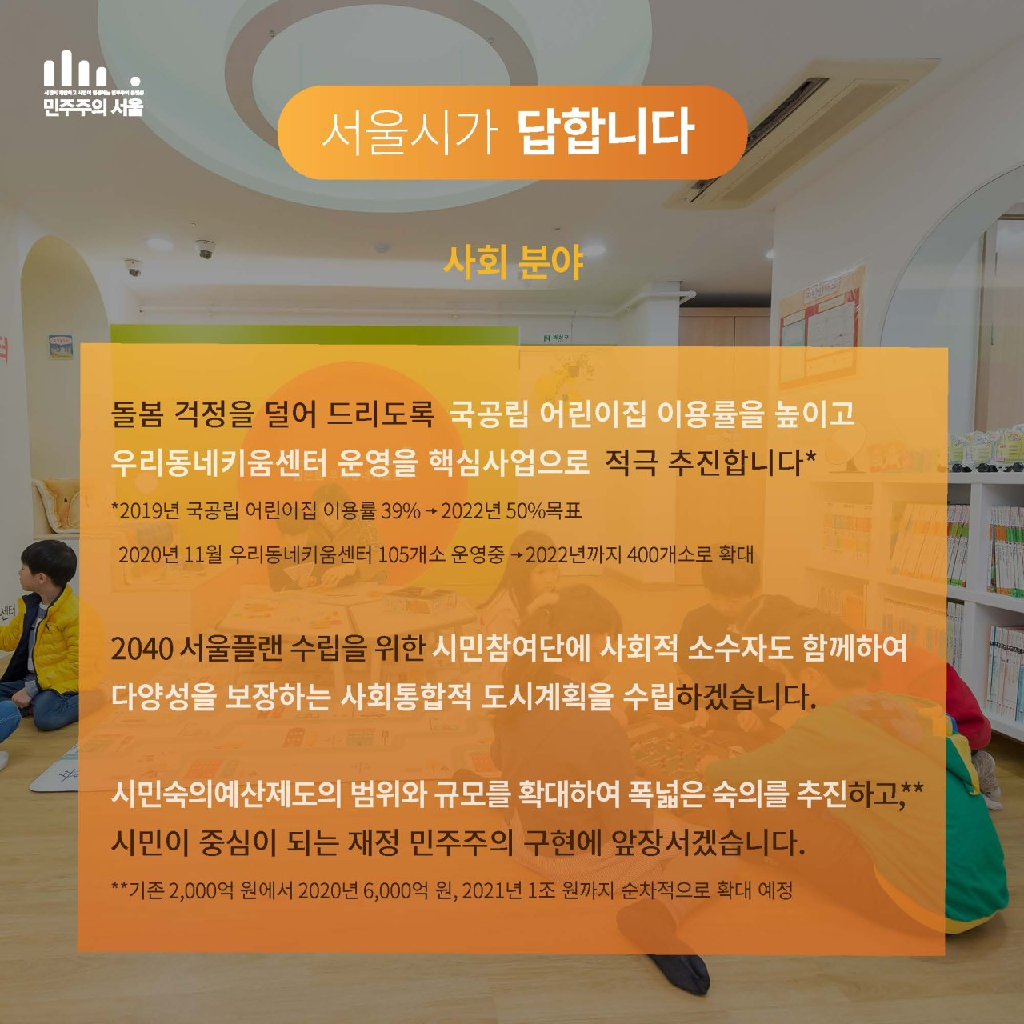 민주주의 서울
서울시가 답합니다
사회 분야
돌봄 걱정을 덜어 드리도록 국공립 어린이집 이용률을 높이고
우리동네키움센터 운영을 핵심사업으로 적극 추진합니다*
*2019년 국공립 어린이집 이용률 39% → 2022년 50%목표
2020년 11월 우리동네키움센터 105개소 운영중 → 2022년까지 400개소로 확대
2040 서울플랜 수립을 위한 시민참여단에 사회적 소수자도 함께하여
다양성을 보장하는 사회통합적 도시계획을 수립하겠습니다.
시민숙의예산제도의 범위와 규모를 확대하여 폭넓은 숙의를 추진하고,**
시민이 중심이 되는 재정 민주주의 구현에 앞장서겠습니다.
**기존 2,000억 원에서 2020년 6,000억 원, 2021년 1조 원까지 순차적으로 확대 예정
센터